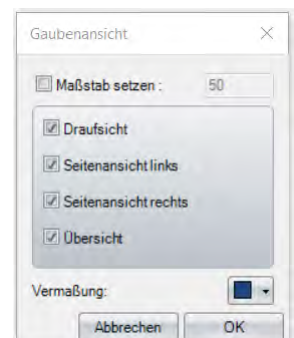 Gaubenansicht
Maßstab setzen : 50
Draufsicht
Seitenansicht links
Seitenansicht rechts
Übersicht
Vermaßung:
Abbrechen OK